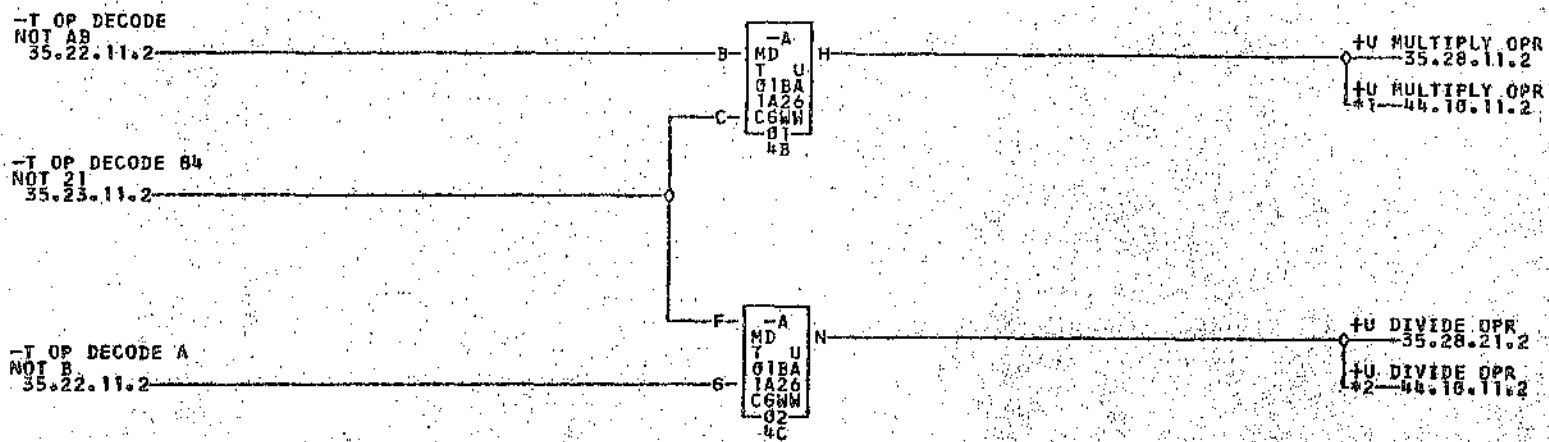 -T OP DECODE
NOT AB
35.22.11.2
B
-A
MD
T U
01BA
1A26
CGWW
01
4B
H
+U MULTIPLY OPR
35.28.11.2
+U MULTIPLY OPR
*1 44.10.11.2
C
-T OP DECODE 84
NOT 21
35.23.11.2
F
-A
MD
T U
01BA
1A26
CGWW
02
4C
N
+U DIVIDE OPR
35.28.21.2
+U DIVIDE OPR
*2 44.10.11.2
-T OP DECODE A
NOT B
35.22.11.2
G